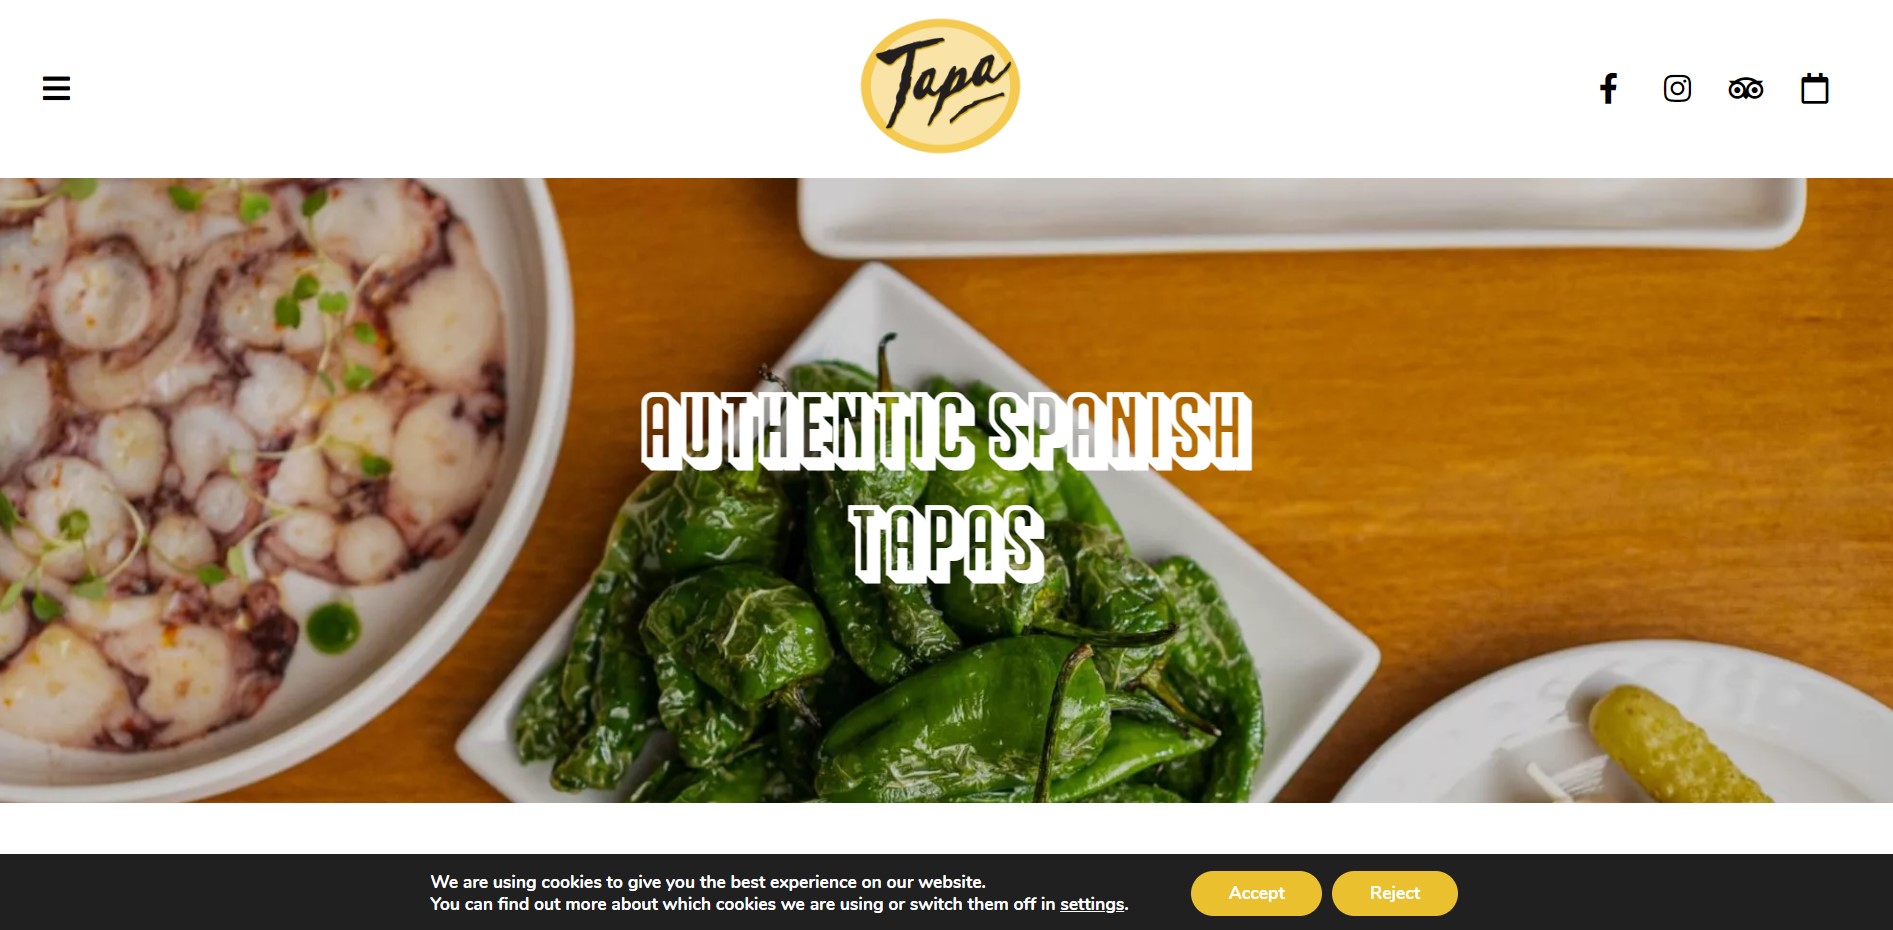 Tapa
AUTHENTIC SPANISH
TAPAS
We are using cookies to give you the best experience on our website.
You can find out more about which cookies we are using or switch them off in settings.
Accept
Reject